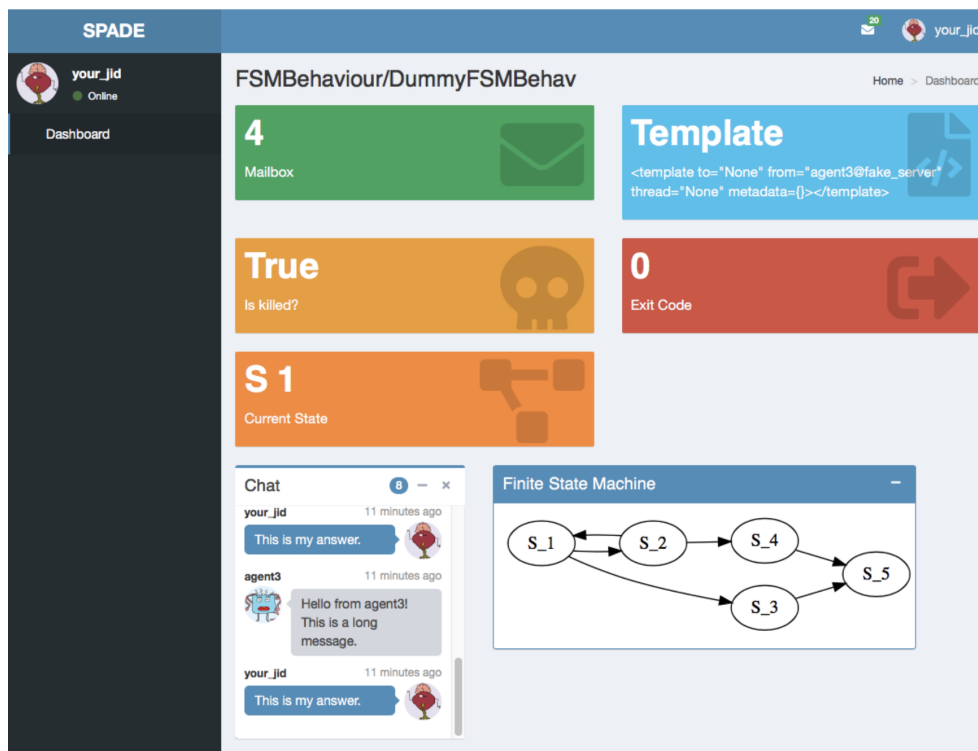 SPADE
20
your_jid
Online
Dashboard
FSMBehaviour/DummyFSMBehav
Home > Dashboard
4
Mailbox
Template
<template to="None" from="agent3@fake_server"
thread="None" metadata={}></template>
True
Is killed?
0
Exit Code
S 1
Current State
Chat
8
your_jid 11 minutes ago
This is my answer.
agent3 11 minutes ago
Hello from agent3!
This is a long
message.
your_jid 11 minutes ago
This is my answer.
Finite State Machine
S_1
S_2
S_4
S_5
S_3